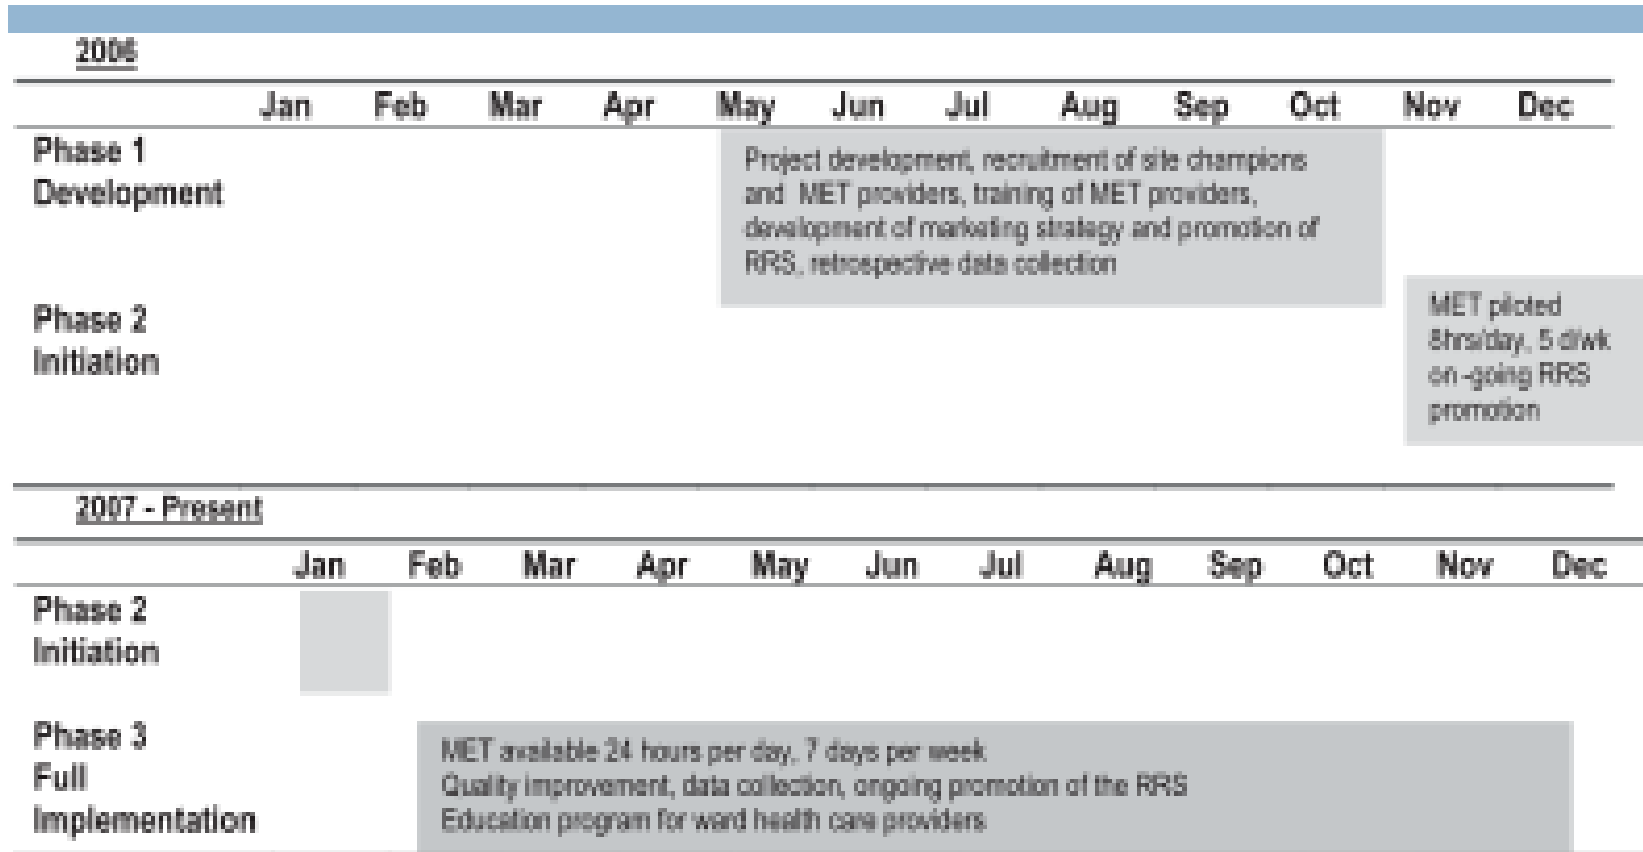 2006
Jan Feb Mar Apr May Jun Jul Aug Sep Oct Nov Dec
Phase 1
Development
Project development, recruitment of site champions
and MET providers, training of MET providers,
development of marketing strategy and promotion of
RRS, retrospective data collection
Phase 2
Initiation
MET piloted
8hrs/day, 5 d/wk
on -going RRS
promotion
2007 - Present
Jan Feb Mar Apr May Jun Jul Aug Sep Oct Nov Dec
Phase 2
Initiation
Phase 3
Full
Implementation
MET available 24 hours per day, 7 days per week
Quality improvement, data collection, ongoing promotion of the RRS
Education program for ward health care providers